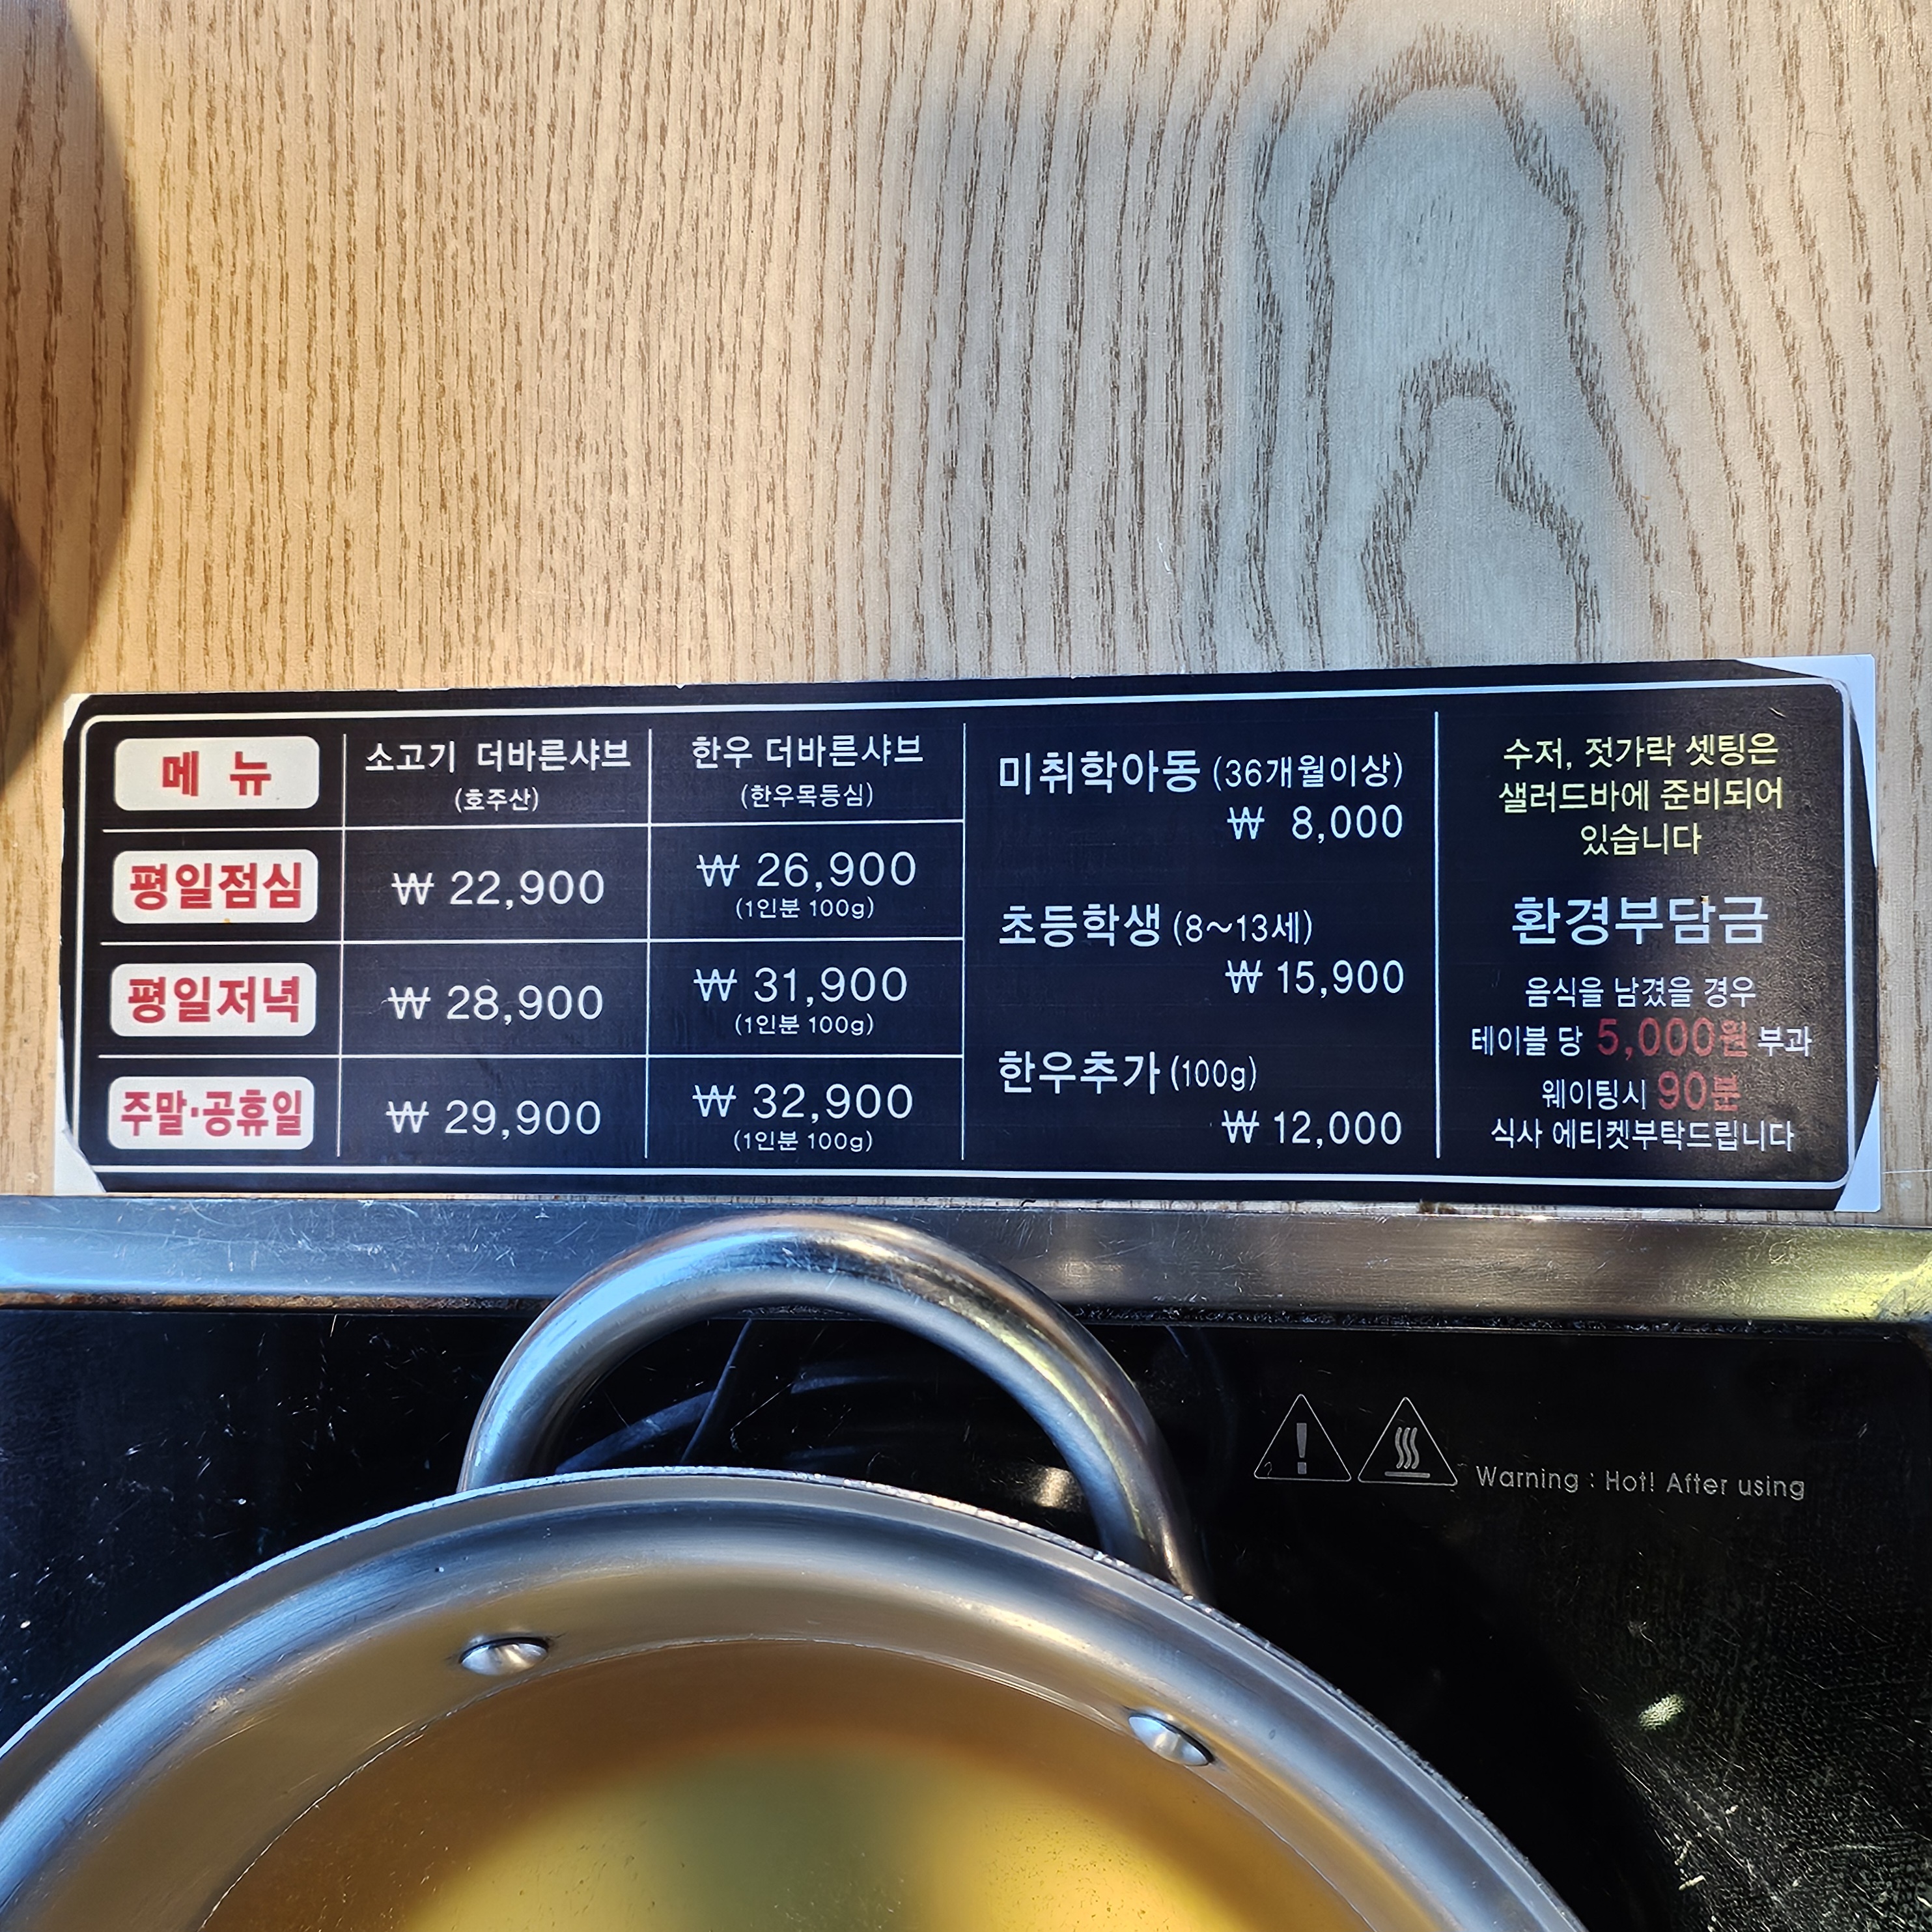 메 뉴
소고기 더바른샤브
(호주산)
한우 더바른샤브
(한우목등심)
평일점심
₩ 22,900
₩ 26,900
(1인분 100g)
평일저녁
₩ 28,900
₩ 31,900
(1인분 100g)
주말·공휴일
₩ 29,900
₩ 32,900
(1인분 100g)
미취학아동 (36개월이상)
₩ 8,000
초등학생 (8~13세)
₩ 15,900
한우추가 (100g)
₩ 12,000
수저, 젓가락 셋팅은
샐러드바에 준비되어
있습니다
환경부담금
음식을 남겼을 경우
테이블 당 5,000원 부과
웨이팅시 90분
식사 에티켓부탁드립니다
Warning : Hot! After using